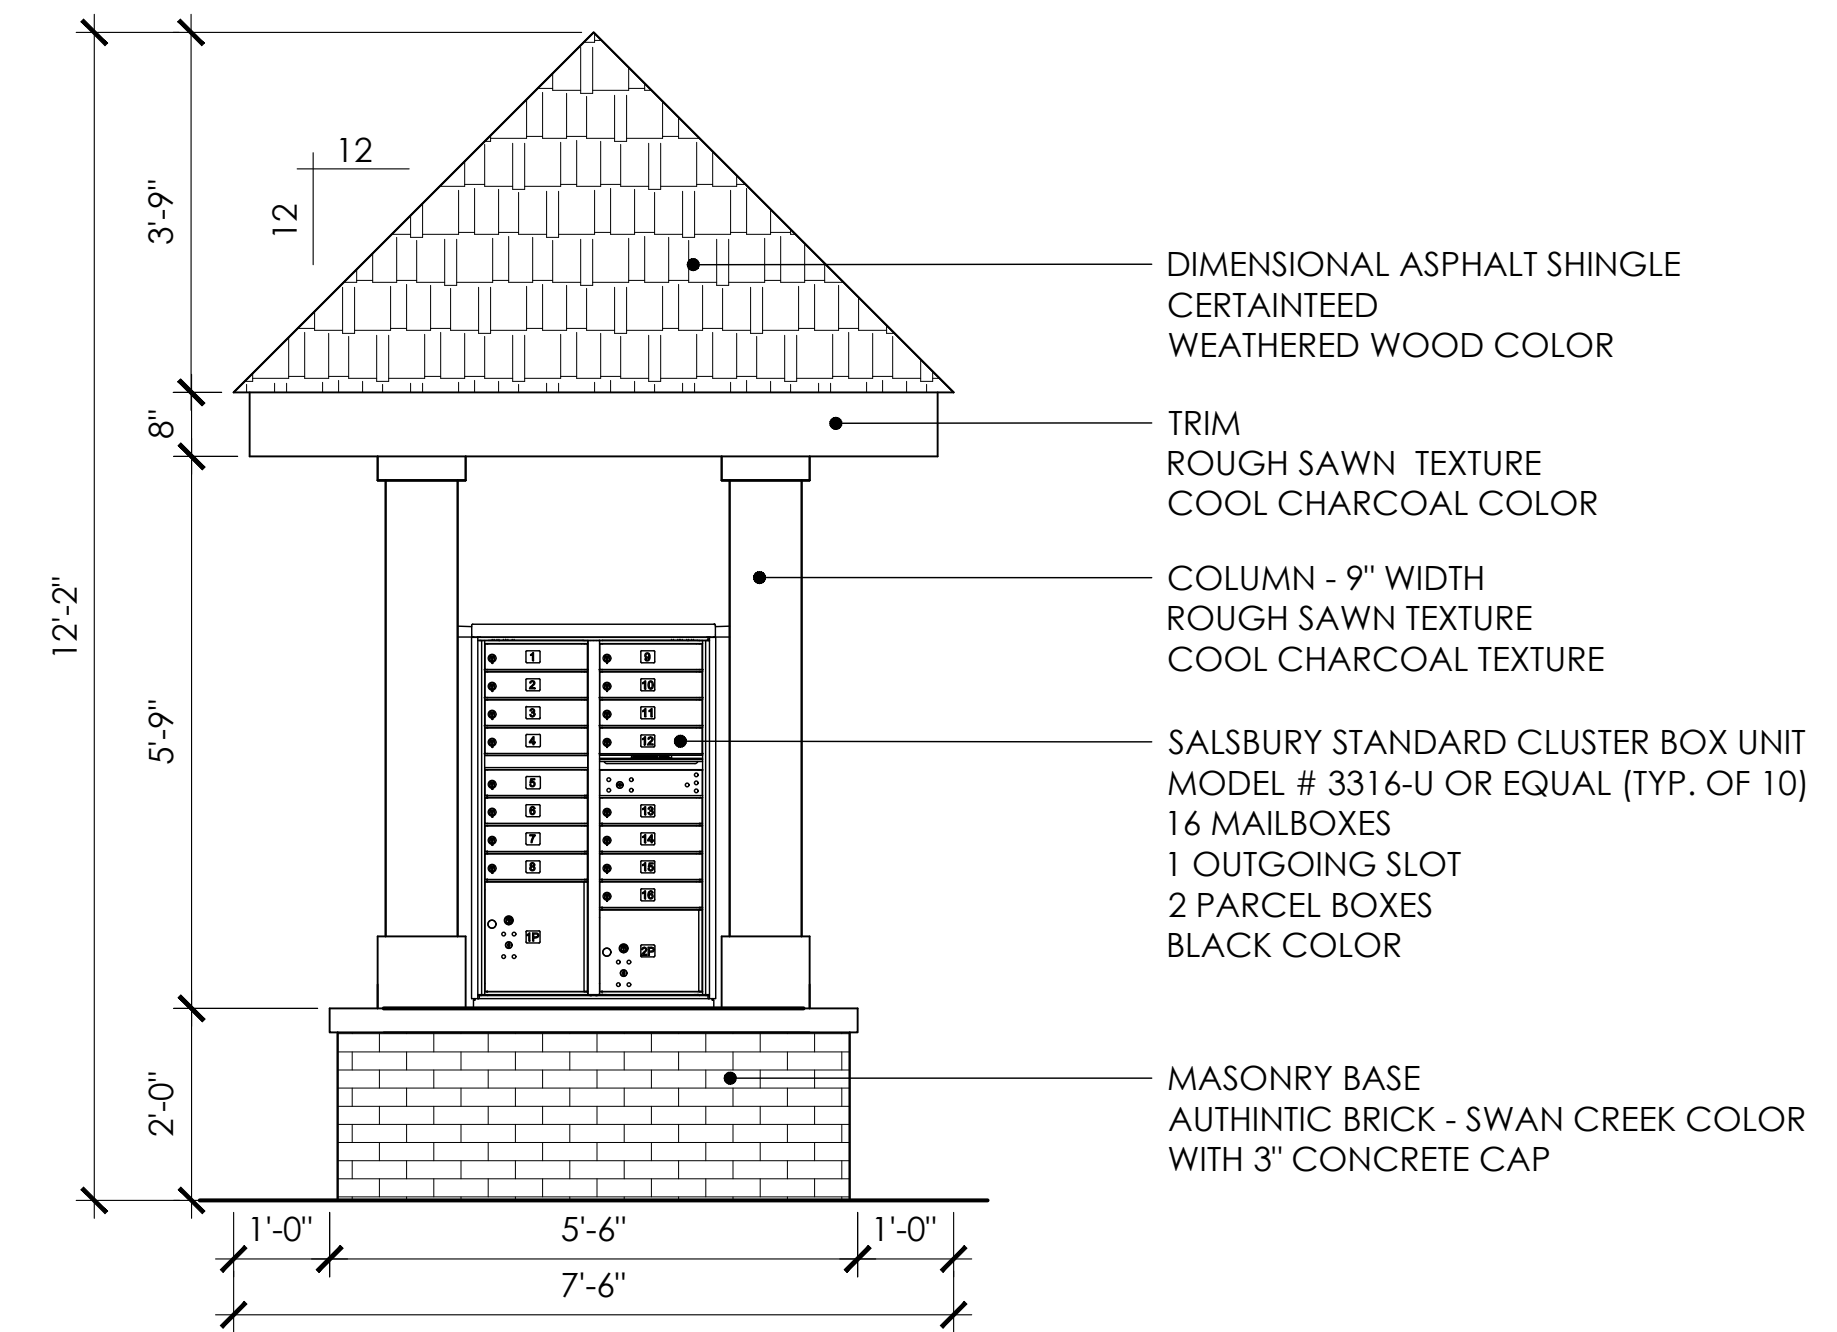 12
12
3'-9"
8"
12'-2"
5'-9"
2'-0"
DIMENSIONAL ASPHALT SHINGLE
CERTAINTEED
WEATHERED WOOD COLOR
TRIM
ROUGH SAWN TEXTURE
COOL CHARCOAL COLOR
COLUMN - 9" WIDTH
ROUGH SAWN TEXTURE
COOL CHARCOAL TEXTURE
SALSBURY STANDARD CLUSTER BOX UNIT
MODEL # 3316-U OR EQUAL (TYP. OF 10)
16 MAILBOXES
1 OUTGOING SLOT
2 PARCEL BOXES
BLACK COLOR
MASONRY BASE
AUTHINTIC BRICK - SWAN CREEK COLOR
WITH 3" CONCRETE CAP
1
2
3
4
5
6
7
8
1P
9
10
11
12
13
14
15
16
2P
1'-0"
5'-6"
1'-0"
7'-6"